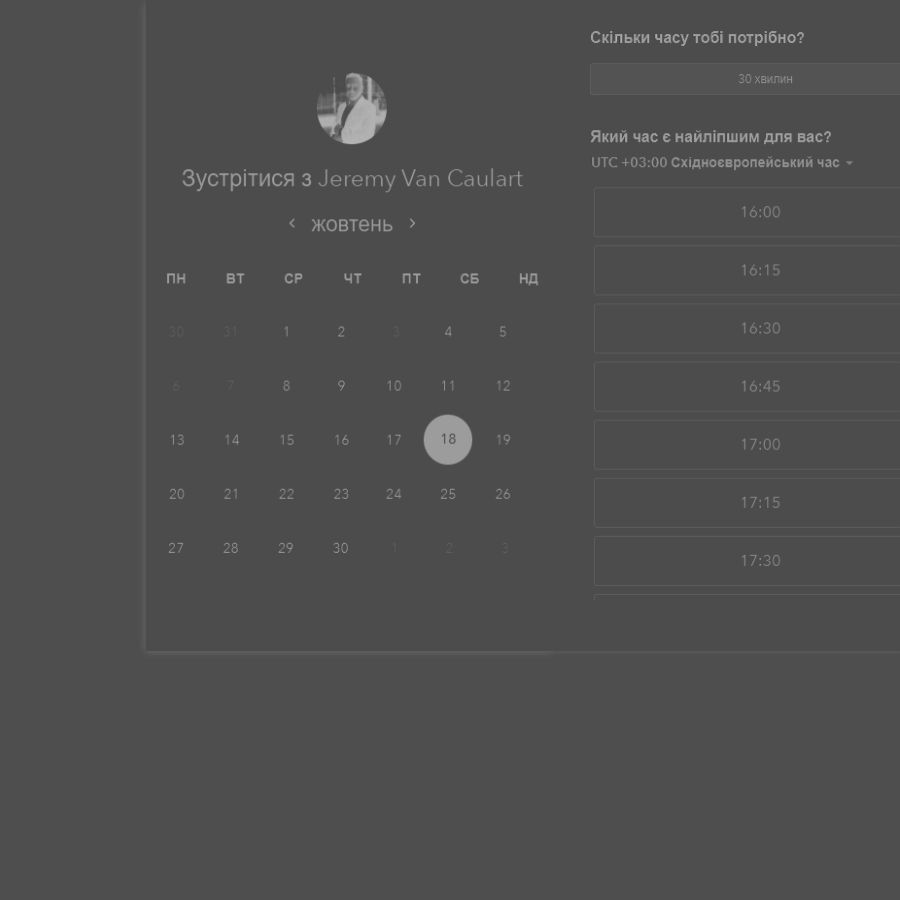 Зустрітися з Jeremy Van Caulart
жовтень
ПН ВТ СР ЧТ ПТ СБ НД
30 31 1 2 3 4 5
6 7 8 9 10 11 12
13 14 15 16 17 18 19
20 21 22 23 24 25 26
27 28 29 30 1 2 3
Скільки часу тобі потрібно?
30 хвилин
Який час є найліпшим для вас?
UTC +03:00 Східноєвропейський час
16:00
16:15
16:30
16:45
17:00
17:15
17:30